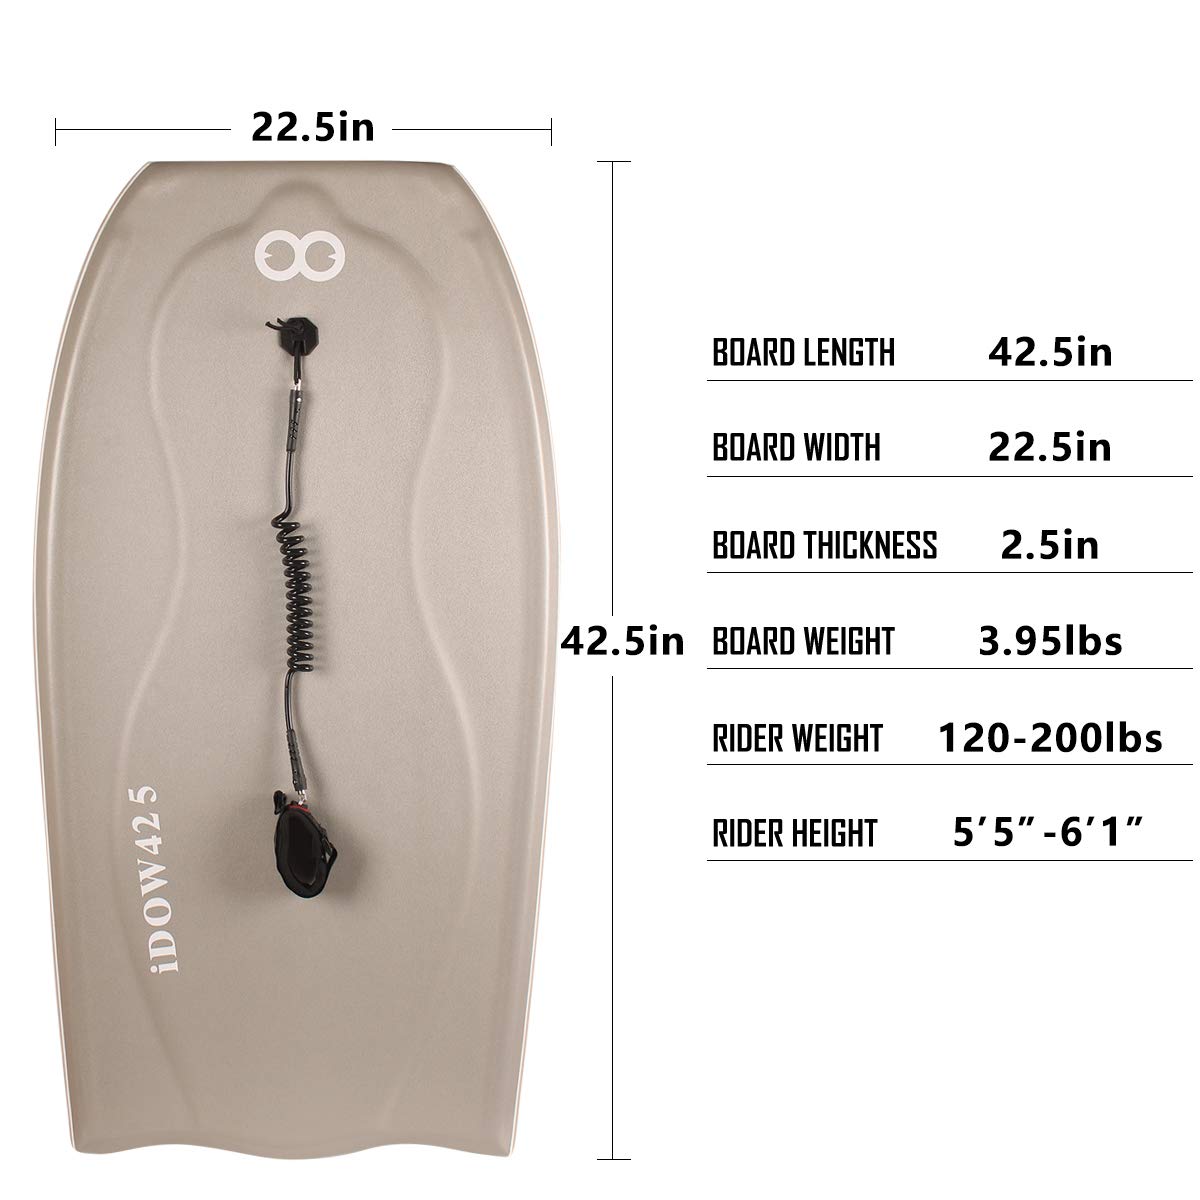 22.5in
BOARD LENGTH 42.5in
BOARD WIDTH 22.5in
BOARD THICKNESS 2.5in
42.5in
BOARD WEIGHT 3.95lbs
RIDER WEIGHT 120-200lbs
RIDER HEIGHT 5’5”-6’1”
iDOW425